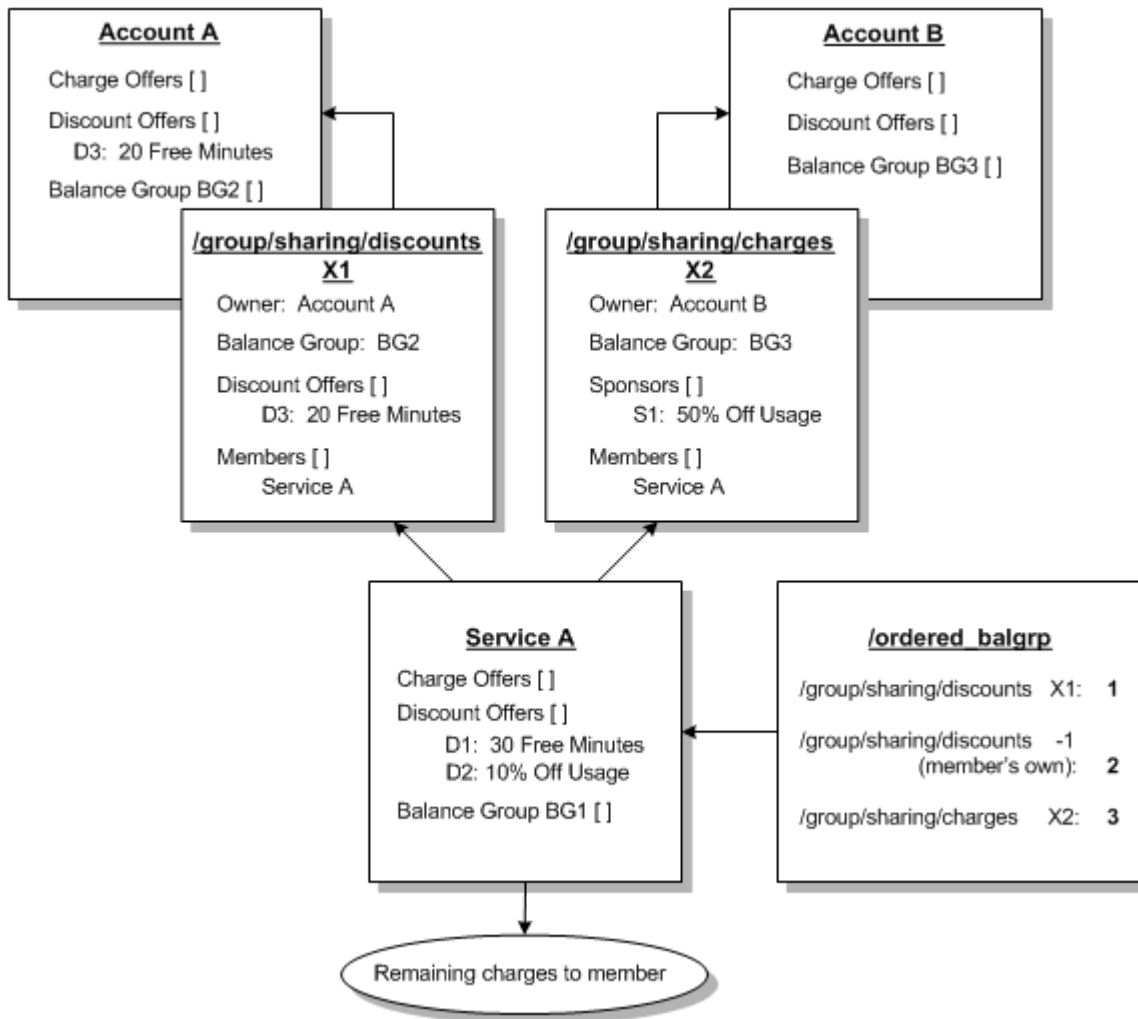 Account A
Charge Offers [ ]
Discount Offers [ ]
D3: 20 Free Minutes
Balance Group BG2 [ ]
Account B
Charge Offers [ ]
Discount Offers [ ]
Balance Group BG3 [ ]
/group/sharing/discounts
X1
Owner: Account A
Balance Group: BG2
Discount Offers [ ]
D3: 20 Free Minutes
Members [ ]
Service A
/group/sharing/charges
X2
Owner: Account B
Balance Group: BG3
Sponsors [ ]
S1: 50% Off Usage
Members [ ]
Service A
Service A
Charge Offers [ ]
Discount Offers [ ]
D1: 30 Free Minutes
D2: 10% Off Usage
Balance Group BG1 [ ]
/ordered_balgrp
/group/sharing/discounts X1: 1
/group/sharing/discounts -1
(member's own): 2
/group/sharing/charges X2: 3
Remaining charges to member